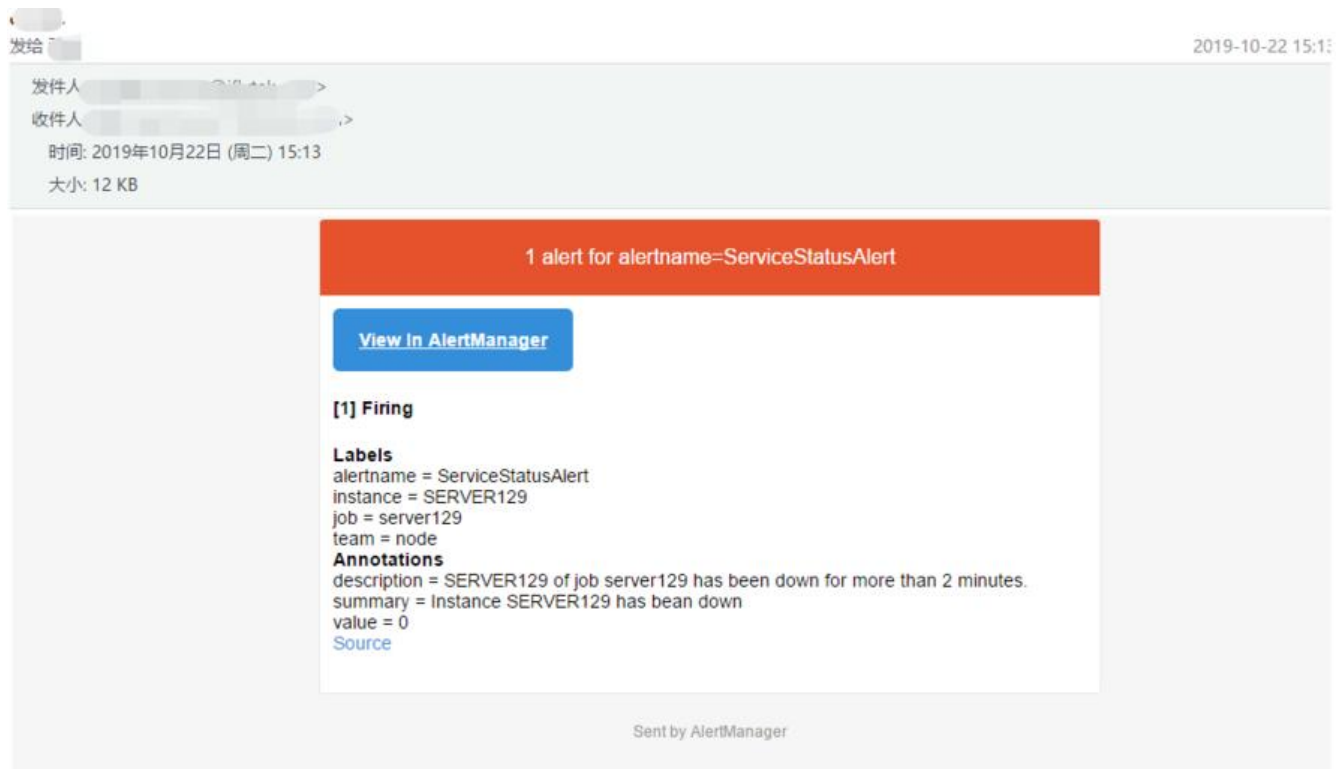 发给
2019-10-22 15:1
发件人
>
收件人
>
时间: 2019年10月22日 (周二) 15:13
大小: 12 KB
1 alert for alertname=ServiceStatusAlert
View In AlertManager
[1] Firing
Labels
alertname = ServiceStatusAlert
instance = SERVER129
job = server129
team = node
Annotations
description = SERVER129 of job server129 has been down for more than 2 minutes.
summary = Instance SERVER129 has bean down
value = 0
Source
Sent by AlertManager